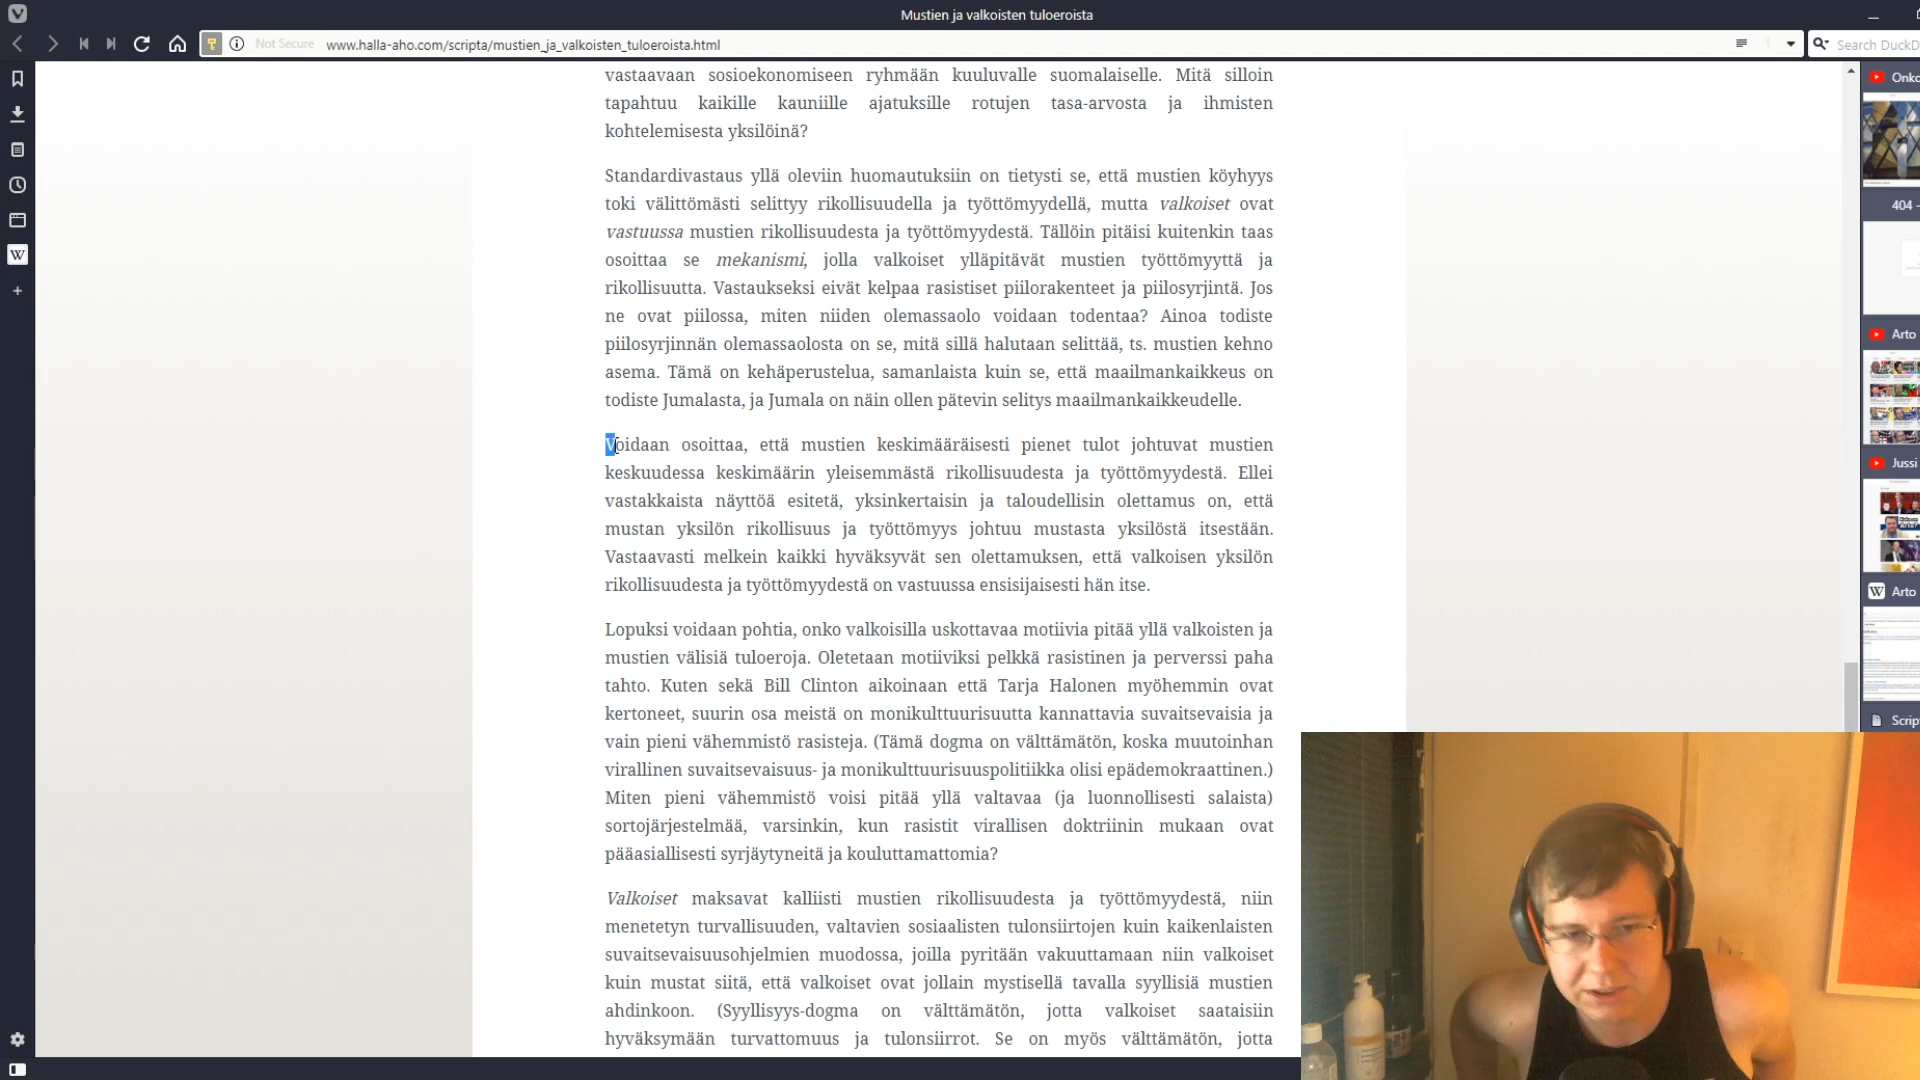 Mustien ja valkoisten tuloeroista
Not Secure
www.halla-aho.com/scripta/mustien_ja_valkoisten_tuloeroista.html
Search DuckD
vastaavaan sosioekonomiseen ryhmään kuuluvalle suomalaiselle. Mitä silloin
tapahtuu kaikille kauniille ajatuksille rotujen tasa-arvosta ja ihmisten
kohtelemisesta yksilöinä?
Standardivastaus yllä oleviin huomautuksiin on tietysti se, että mustien köyhyys
toki välittömästi selittyy rikollisuudella ja työttömyydellä, mutta valkoiset ovat
vastuussa mustien rikollisuudesta ja työttömyydestä. Tällöin pitäisi kuitenkin taas
osoittaa se mekanismi, jolla valkoiset ylläpitävät mustien työttömyyttä ja
rikollisuutta. Vastaukseksi eivät kelpaa rasistiset piilorakenteet ja piilosyrjintä. Jos
ne ovat piilossa, miten niiden olemassaolo voidaan todentaa? Ainoa todiste
piilosyrjinnän olemassaolosta on se, mitä sillä halutaan selittää, ts. mustien kehno
asema. Tämä on kehäperustelua, samanlaista kuin se, että maailmankaikkeus on
todiste Jumalasta, ja Jumala on näin ollen pätevin selitys maailmankaikkeudelle.
Voidaan osoittaa, että mustien keskimääräisesti pienet tulot johtuvat mustien
keskuudessa keskimäärin yleisemmästä rikollisuudesta ja työttömyydestä. Ellei
vastakkaista näyttöä esitetä, yksinkertaisin ja taloudellisin olettamus on, että
mustan yksilön rikollisuus ja työttömyys johtuu mustasta yksilöstä itsestään.
Vastaavasti melkein kaikki hyväksyvät sen olettamuksen, että valkoisen yksilön
rikollisuudesta ja työttömyydestä on vastuussa ensisijaisesti hän itse.
Lopuksi voidaan pohtia, onko valkoisilla uskottavaa motiivia pitää yllä valkoisten ja
mustien välisiä tuloeroja. Oletetaan motiiviksi pelkkä rasistinen ja perverssi paha
tahto. Kuten sekä Bill Clinton aikoinaan että Tarja Halonen myöhemmin ovat
kertoneet, suurin osa meistä on monikulttuurisuutta kannattavia suvaitsevaisia ja
vain pieni vähemmistö rasisteja. (Tämä dogma on välttämätön, koska muutoinhan
virallinen suvaitsevaisuus- ja monikulttuurisuuspolitiikka olisi epädemokraattinen.)
Miten pieni vähemmistö voisi pitää yllä valtavaa (ja luonnollisesti salaista)
sortojärjestelmää, varsinkin, kun rasistit virallisen doktriinin mukaan ovat
pääasiallisesti syrjäytyneitä ja kouluttamattomia?
Valkoiset maksavat kalliisti mustien rikollisuudesta ja työttömyydestä, niin
menetetyn turvallisuuden, valtavien sosiaalisten tulonsiirtojen kuin kaikenlaisten
suvaitsevaisuusohjelmien muodossa, joilla pyritään vakuuttamaan niin valkoiset
kuin mustat siitä, että valkoiset ovat jollain mystisellä tavalla syyllisiä mustien
ahdinkoon. (Syyllisyys-dogma on välttämätön, jotta valkoiset saataisiin
hyväksymään turvattomuus ja tulonsiirrot. Se on myös välttämätön, jotta
Onko
404 -
Arto
Jussi
W Arto
Scrip